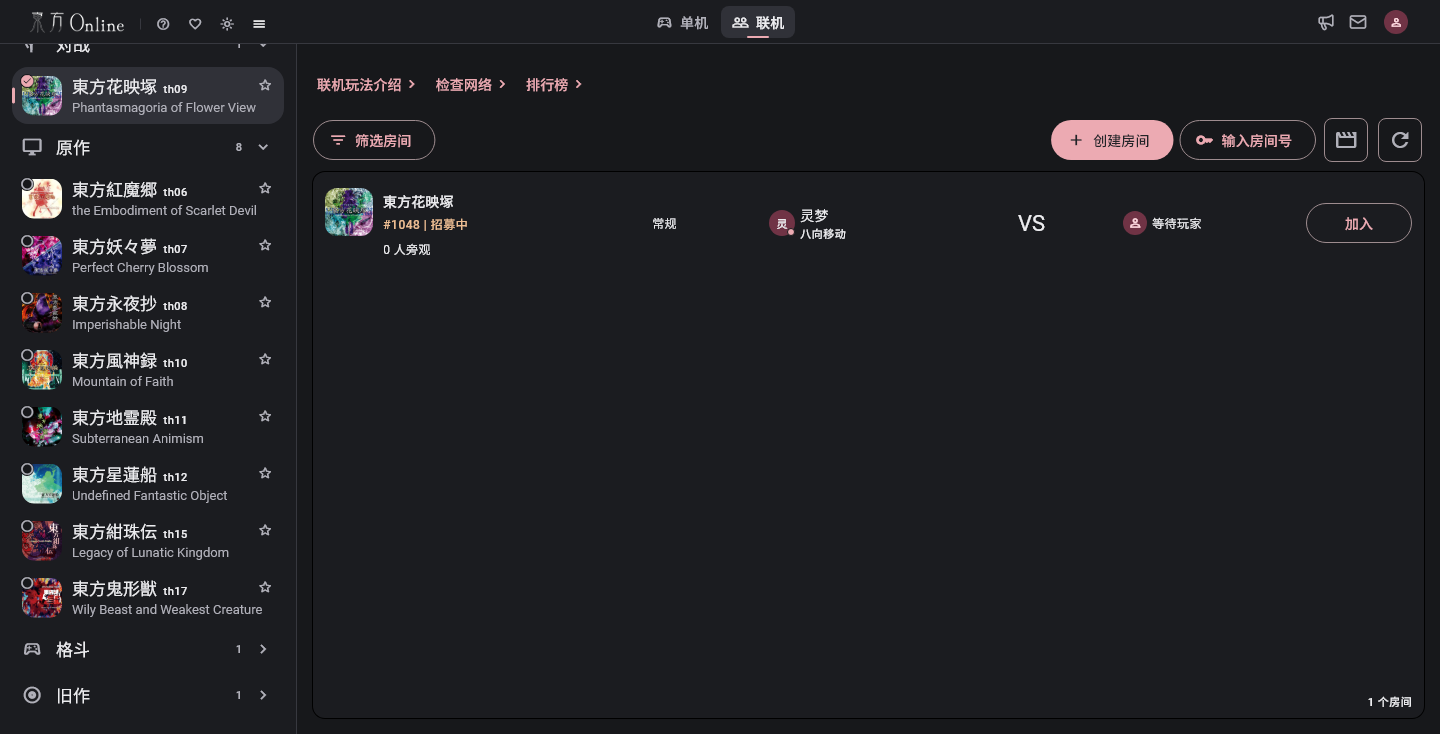 東方Online
单机
联机
对战
1
東方花映塚 th09
Phantasmagoria of Flower View
原作
8
東方紅魔郷 th06
the Embodiment of Scarlet Devil
東方妖々夢 th07
Perfect Cherry Blossom
東方永夜抄 th08
Imperishable Night
東方風神録 th10
Mountain of Faith
東方地霊殿 th11
Subterranean Animism
東方星蓮船 th12
Undefined Fantastic Object
東方紺珠伝 th15
Legacy of Lunatic Kingdom
東方鬼形獣 th17
Wily Beast and Weakest Creature
格斗
1
旧作
1
联机玩法介绍
检查网络
排行榜
筛选房间
创建房间
输入房间号
東方花映塚
#1048 | 招募中
0 人旁观
常规
灵
灵梦
八向移动
VS
等待玩家
加入
1 个房间